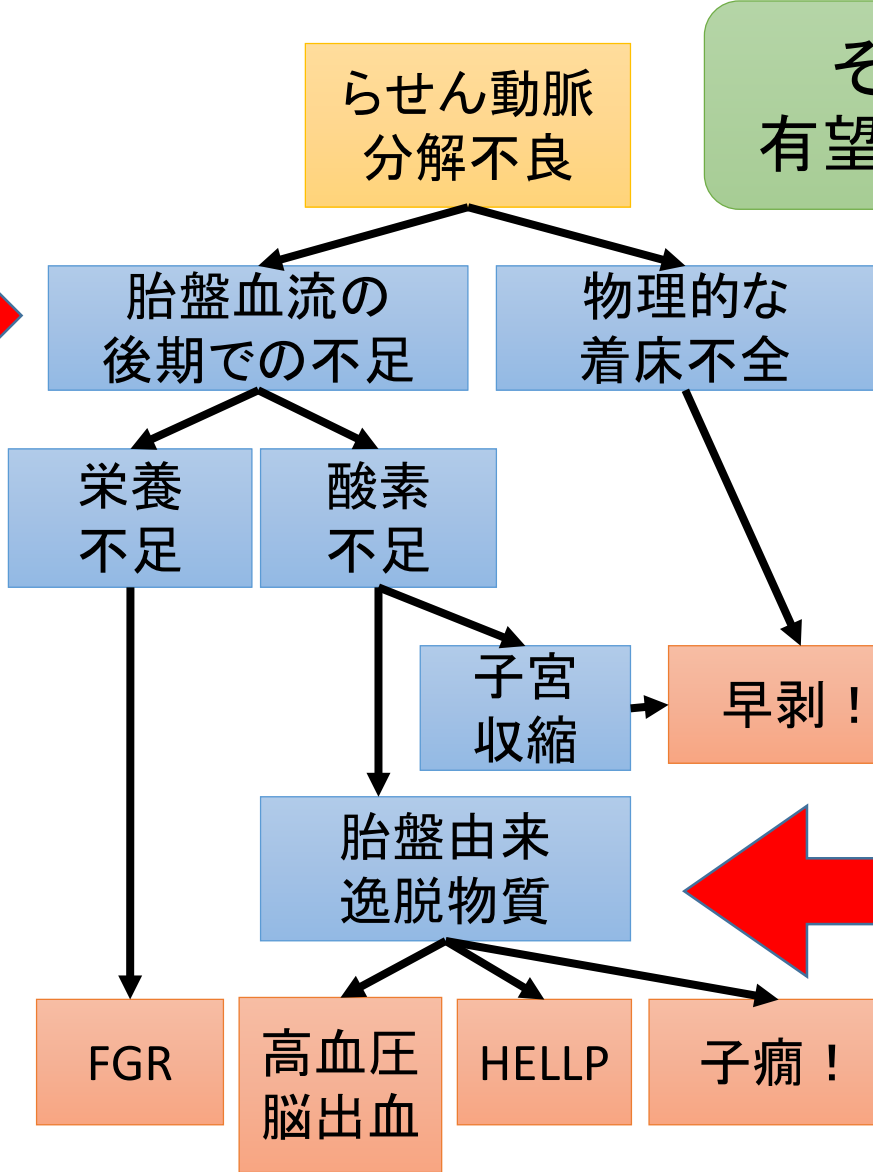 らせん動脈
分解不良
そ
有望
胎盤血流の
後期での不足
物理的な
着床不全
栄養
不足
酸素
不足
子宮
収縮
早剥！
胎盤由来
逸脱物質
FGR
高血圧
脳出血
HELLP
子癇！